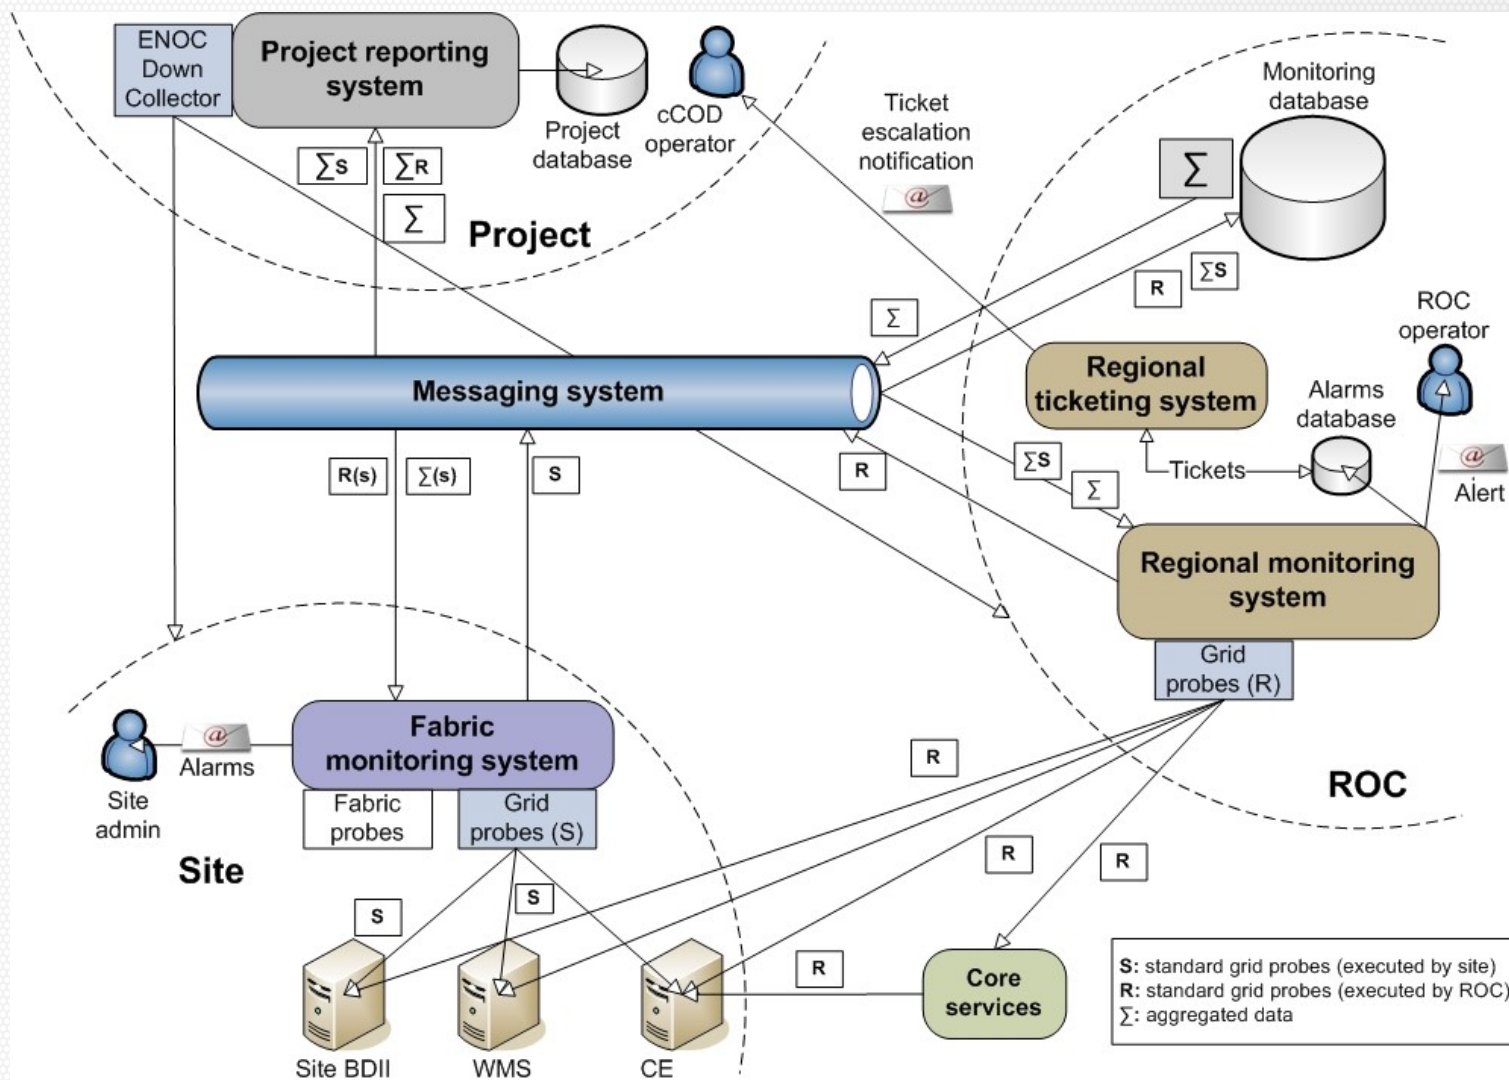 ENOC
Down
Collector
Project reporting
system
Project
database
cCOD
operator
Ticket
escalation
notification
@
Monitoring
database
∑S
∑R
∑
Project
∑
∑
R
∑S
ROC
operator
Messaging system
Regional
ticketing system
Alarms
database
@
Alert
R(s)
∑(s)
S
R
∑S
∑
Tickets
Regional monitoring
system
Grid
probes (R)
Fabric
monitoring system
@
Alarms
Site
admin
Fabric
probes
Grid
probes (S)
Site
R
ROC
R
R
S
S
R
Core
services
Site BDII
WMS
CE
S: standard grid probes (executed by site)
R: standard grid probes (executed by ROC)
∑: aggregated data